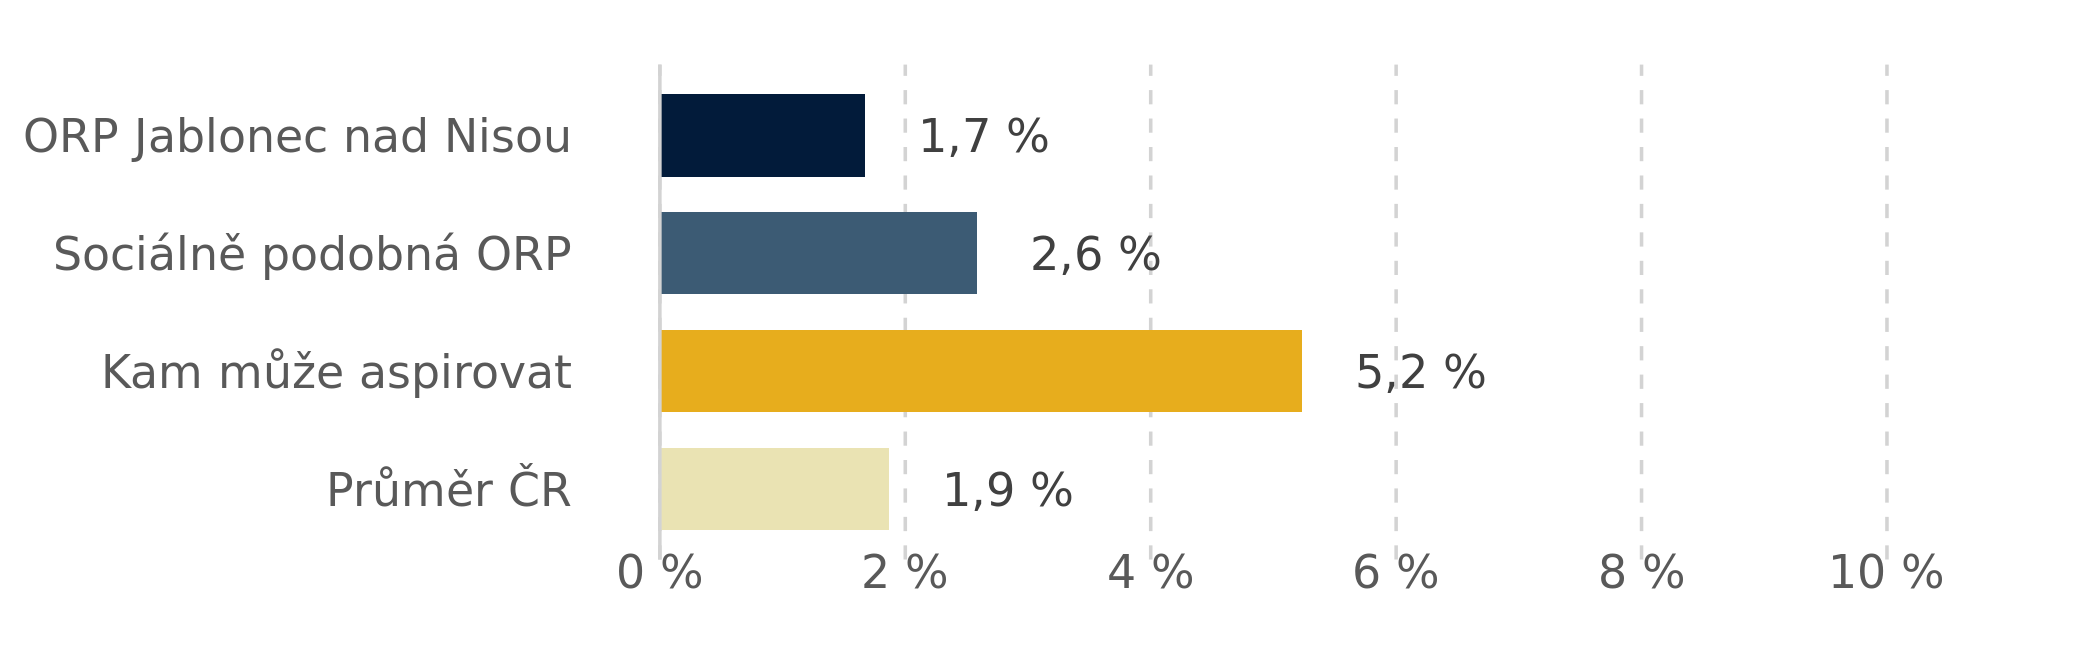 ORP Jablonec nad Nisou 1,7 %
Sociálně podobná ORP 2,6 %
Kam může aspirovat 5,2 %
Průměr ČR 1,9 %
0 % 2 % 4 % 6 % 8 % 10 %